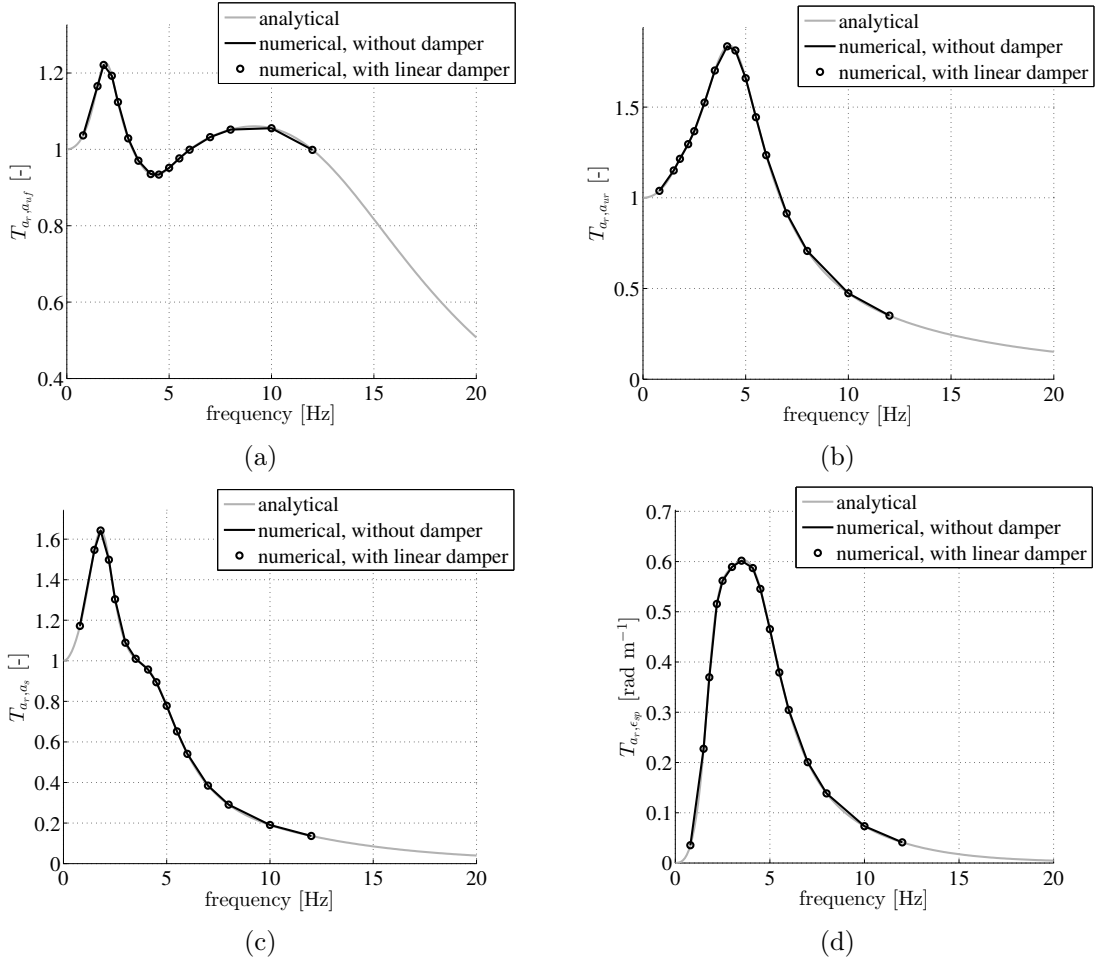 analytical
numerical, without damper
numerical, with linear damper
1.2
1
0.8
0.6
0.4
T_{a_r,a_{uf}} [-]
0 5 10 15 20
frequency [Hz]
(a)
analytical
numerical, without damper
numerical, with linear damper
1.5
1
0.5
0
T_{a_r,a_{ur}} [-]
0 5 10 15 20
frequency [Hz]
(b)
analytical
numerical, without damper
numerical, with linear damper
1.6
1.4
1.2
1
0.8
0.6
0.4
0.2
0
T_{a_r,a_s} [-]
0 5 10 15 20
frequency [Hz]
(c)
analytical
numerical, without damper
numerical, with linear damper
0.7
0.6
0.5
0.4
0.3
0.2
0.1
0
T_{a_r,ϵ_{sp}} [rad m⁻¹]
0 5 10 15 20
frequency [Hz]
(d)